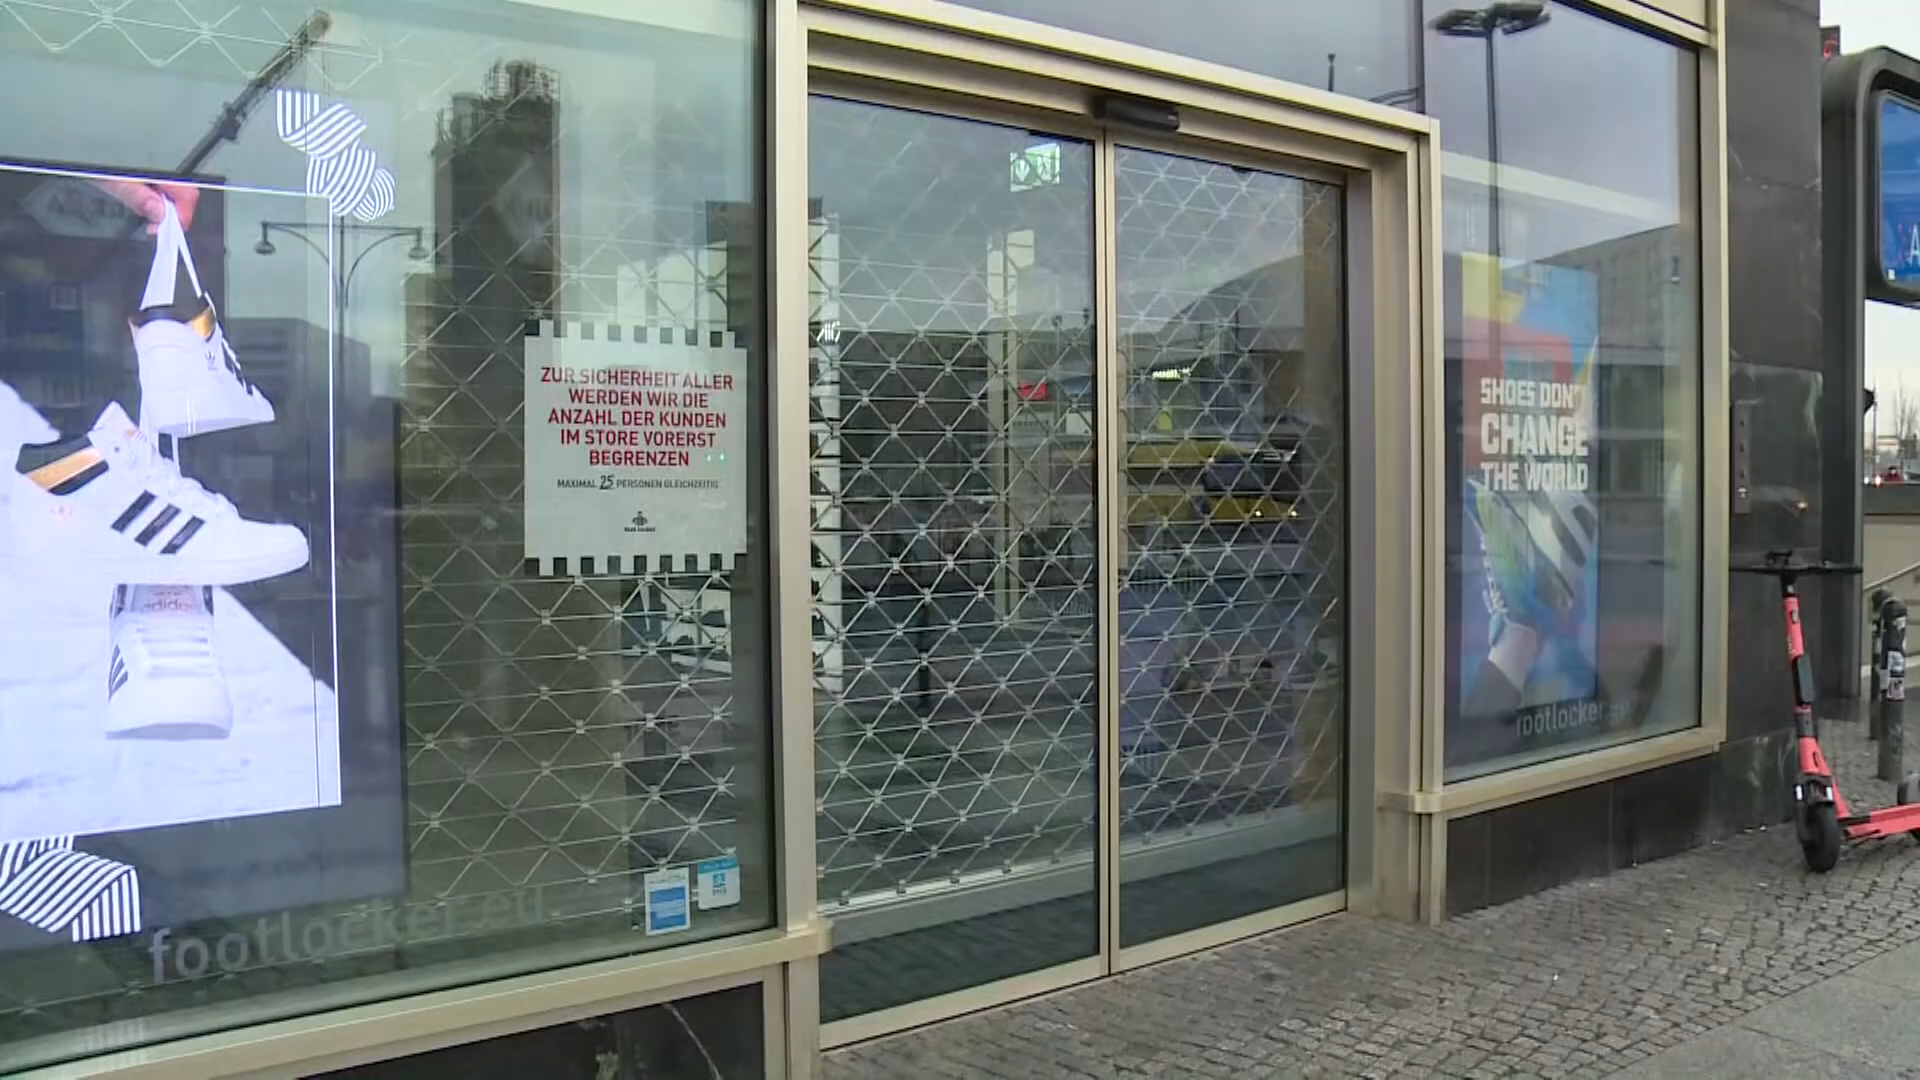 ZUR SICHERHEIT ALLER
WERDEN WIR DIE
ANZAHL DER KUNDEN
IM STORE VORERST
BEGRENZEN
MAXIMAL 25 PERSONEN GLEICHZEITIG
adidas
footlocker.eu
SHOES DON'T
CHANGE
THE WORLD
footlocker.eu